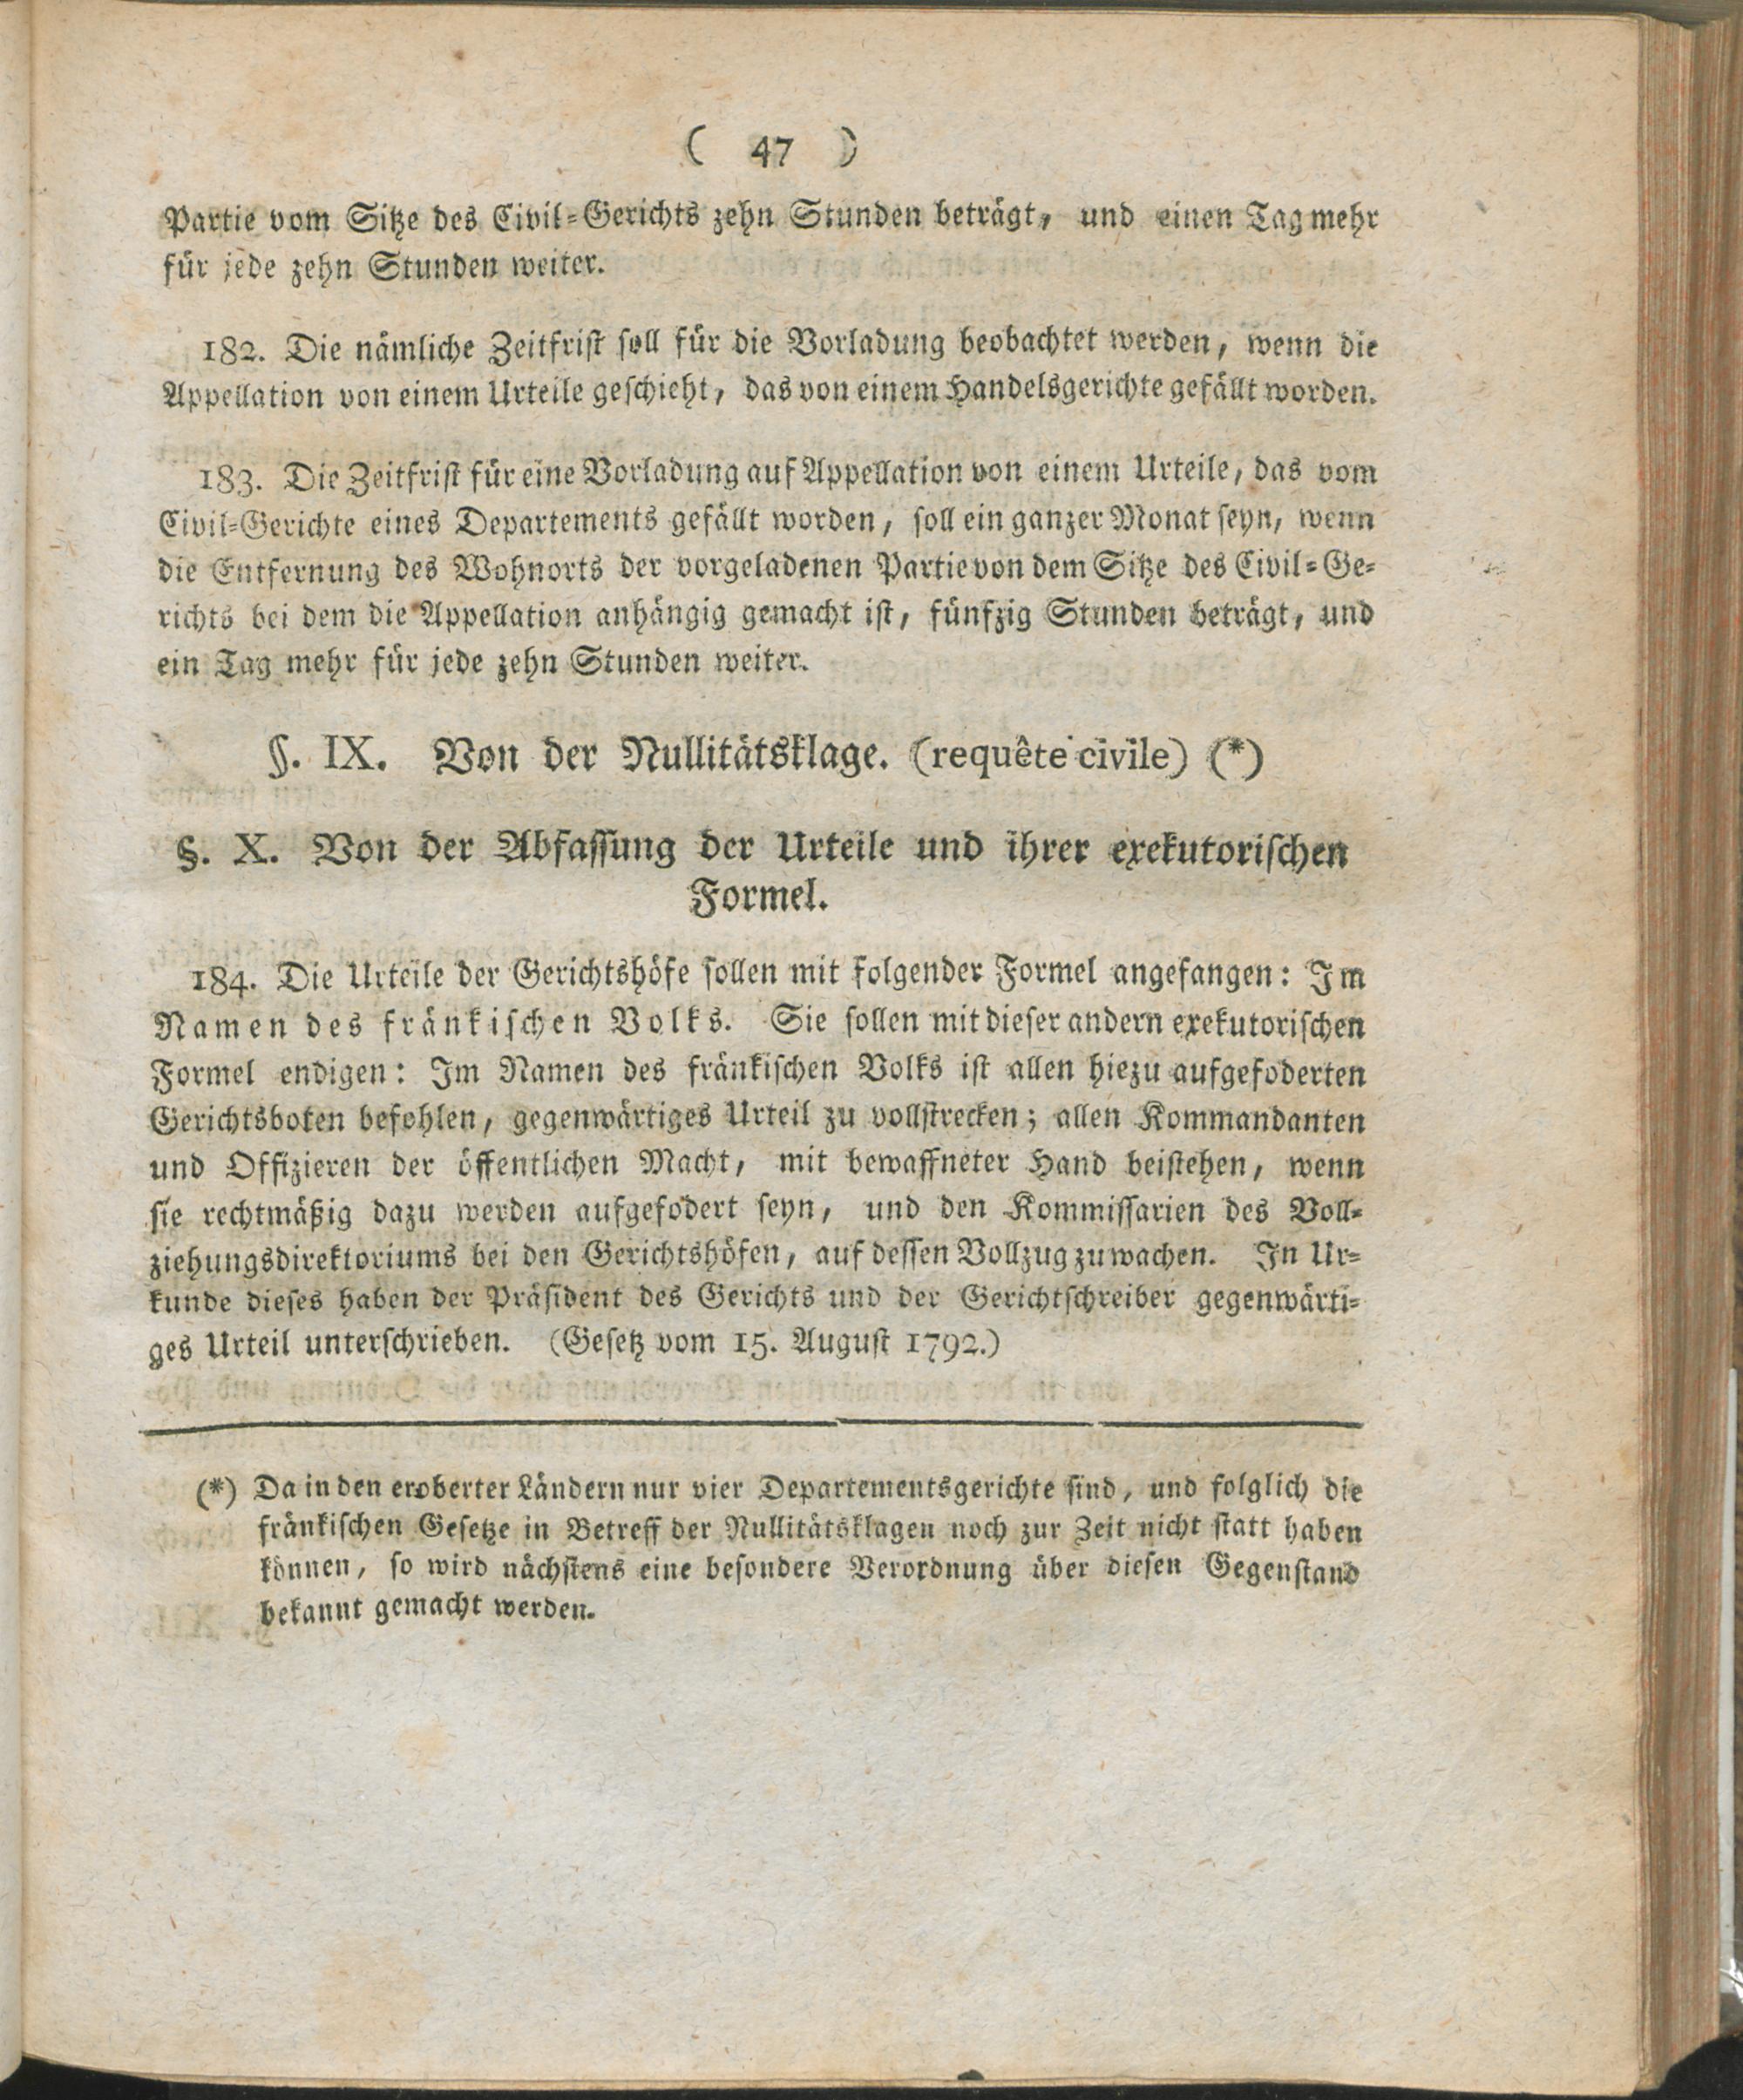 ( 47 )
Partie vom Sitze des Civil-Gerichts zehn Stunden beträgt, und einen Tag mehr
für jede zehn Stunden weiter.
182. Die nämliche Zeitfrist soll für die Vorladung beobachtet werden, wenn die
Appellation von einem Urteile geschieht, das von einem Handelsgerichte gefällt worden.
183. Die Zeitfrist für eine Vorladung auf Appellation von einem Urteile, das vom
Civil-Gerichte eines Departements gefällt worden, soll ein ganzer Monat seyn, wenn
die Entfernung des Wohnorts der vorgeladenen Partie von dem Sitze des Civil-Ge-
richts bei dem die Appellation anhängig gemacht ist, fünfzig Stunden beträgt, und
ein Tag mehr für jede zehn Stunden weiter.
§. IX. Von der Nullitätsklage. (requête civile) (*)
§. X. Von der Abfassung der Urteile und ihrer exekutorischen
Formel.
184. Die Urteile der Gerichtshöfe sollen mit folgender Formel angefangen: Im
Namen des fränkischen Volks. Sie sollen mit dieser andern exekutorischen
Formel endigen: Im Namen des fränkischen Volks ist allen hiezu aufgefoderten
Gerichtsboten befohlen, gegenwärtiges Urteil zu vollstrecken; allen Kommandanten
und Offizieren der öffentlichen Macht, mit bewaffneter Hand beistehen, wenn
sie rechtmäßig dazu werden aufgefodert seyn, und den Kommissarien des Voll-
ziehungsdirektoriums bei den Gerichtshöfen, auf dessen Vollzug zu wachen. In Ur-
kunde dieses haben der Präsident des Gerichts und der Gerichtschreiber gegenwärti-
ges Urteil unterschrieben. (Gesetz vom 15. August 1792.)
(*) Da in den eroberter Ländern nur vier Departementsgerichte sind, und folglich die
fränkischen Gesetze in Betreff der Nullitätsklagen noch zur Zeit nicht statt haben
können, so wird nächstens eine besondere Verordnung über diesen Gegenstand
bekannt gemacht werden.